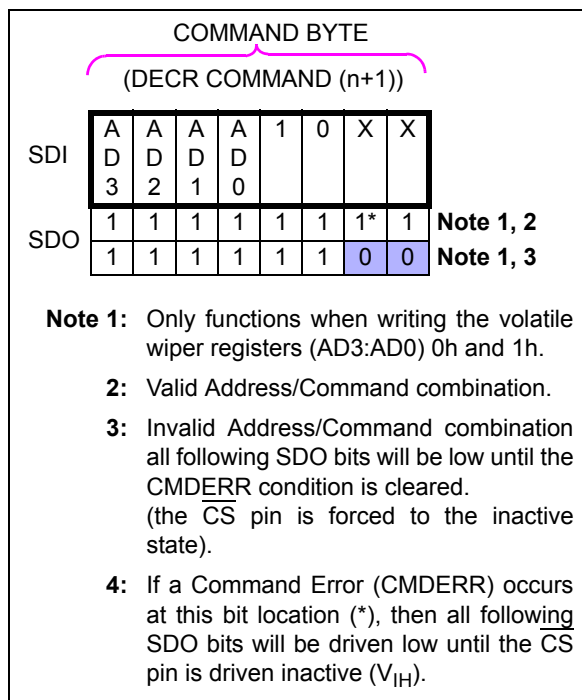 COMMAND BYTE
(DECR COMMAND (n+1))
SDI
A A A A 1 0 X X
D D D D
3 2 1 0
SDO
1 1 1 1 1 1 1* 1 Note 1, 2
1 1 1 1 1 1 0 0 Note 1, 3
Note 1: Only functions when writing the volatile
wiper registers (AD3:AD0) 0h and 1h.
2: Valid Address/Command combination.
3: Invalid Address/Command combination
all following SDO bits will be low until the
CMDERR condition is cleared.
(the CS pin is forced to the inactive
state).
4: If a Command Error (CMDERR) occurs
at this bit location (*), then all following
SDO bits will be driven low until the CS
pin is driven inactive (VIH).